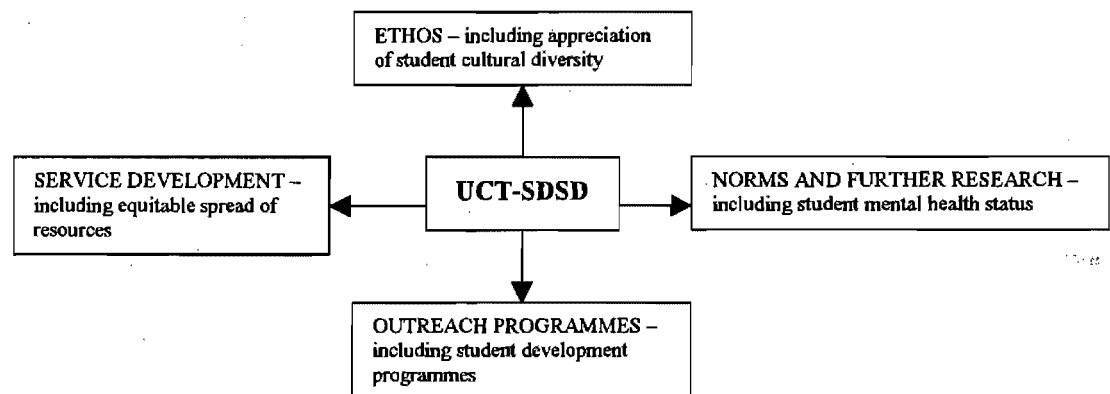 ETHOS – including appreciation
of student cultural diversity
SERVICE DEVELOPMENT –
including equitable spread of
resources
UCT-SDSD
NORMS AND FURTHER RESEARCH –
including student mental health status
OUTREACH PROGRAMMES –
including student development
programmes